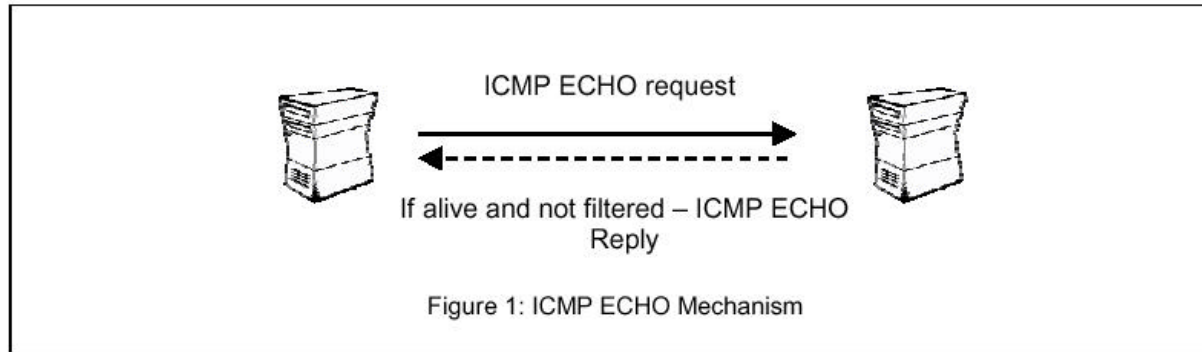 ICMP ECHO request
If alive and not filtered – ICMP ECHO
Reply
Figure 1: ICMP ECHO Mechanism